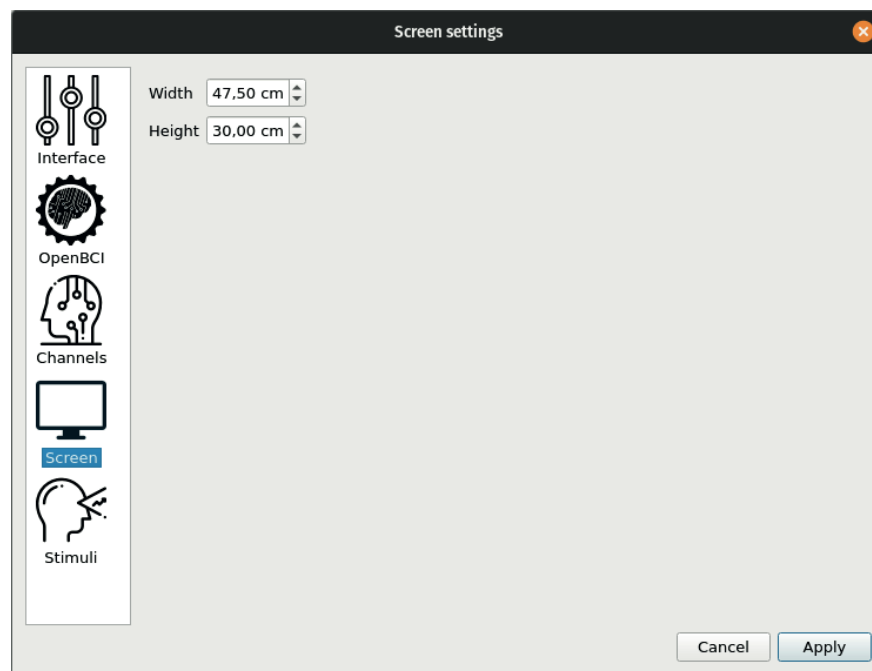 Screen settings
Interface
OpenBCI
Channels
Screen
Stimuli
Width 47,50 cm
Height 30,00 cm
Cancel Apply